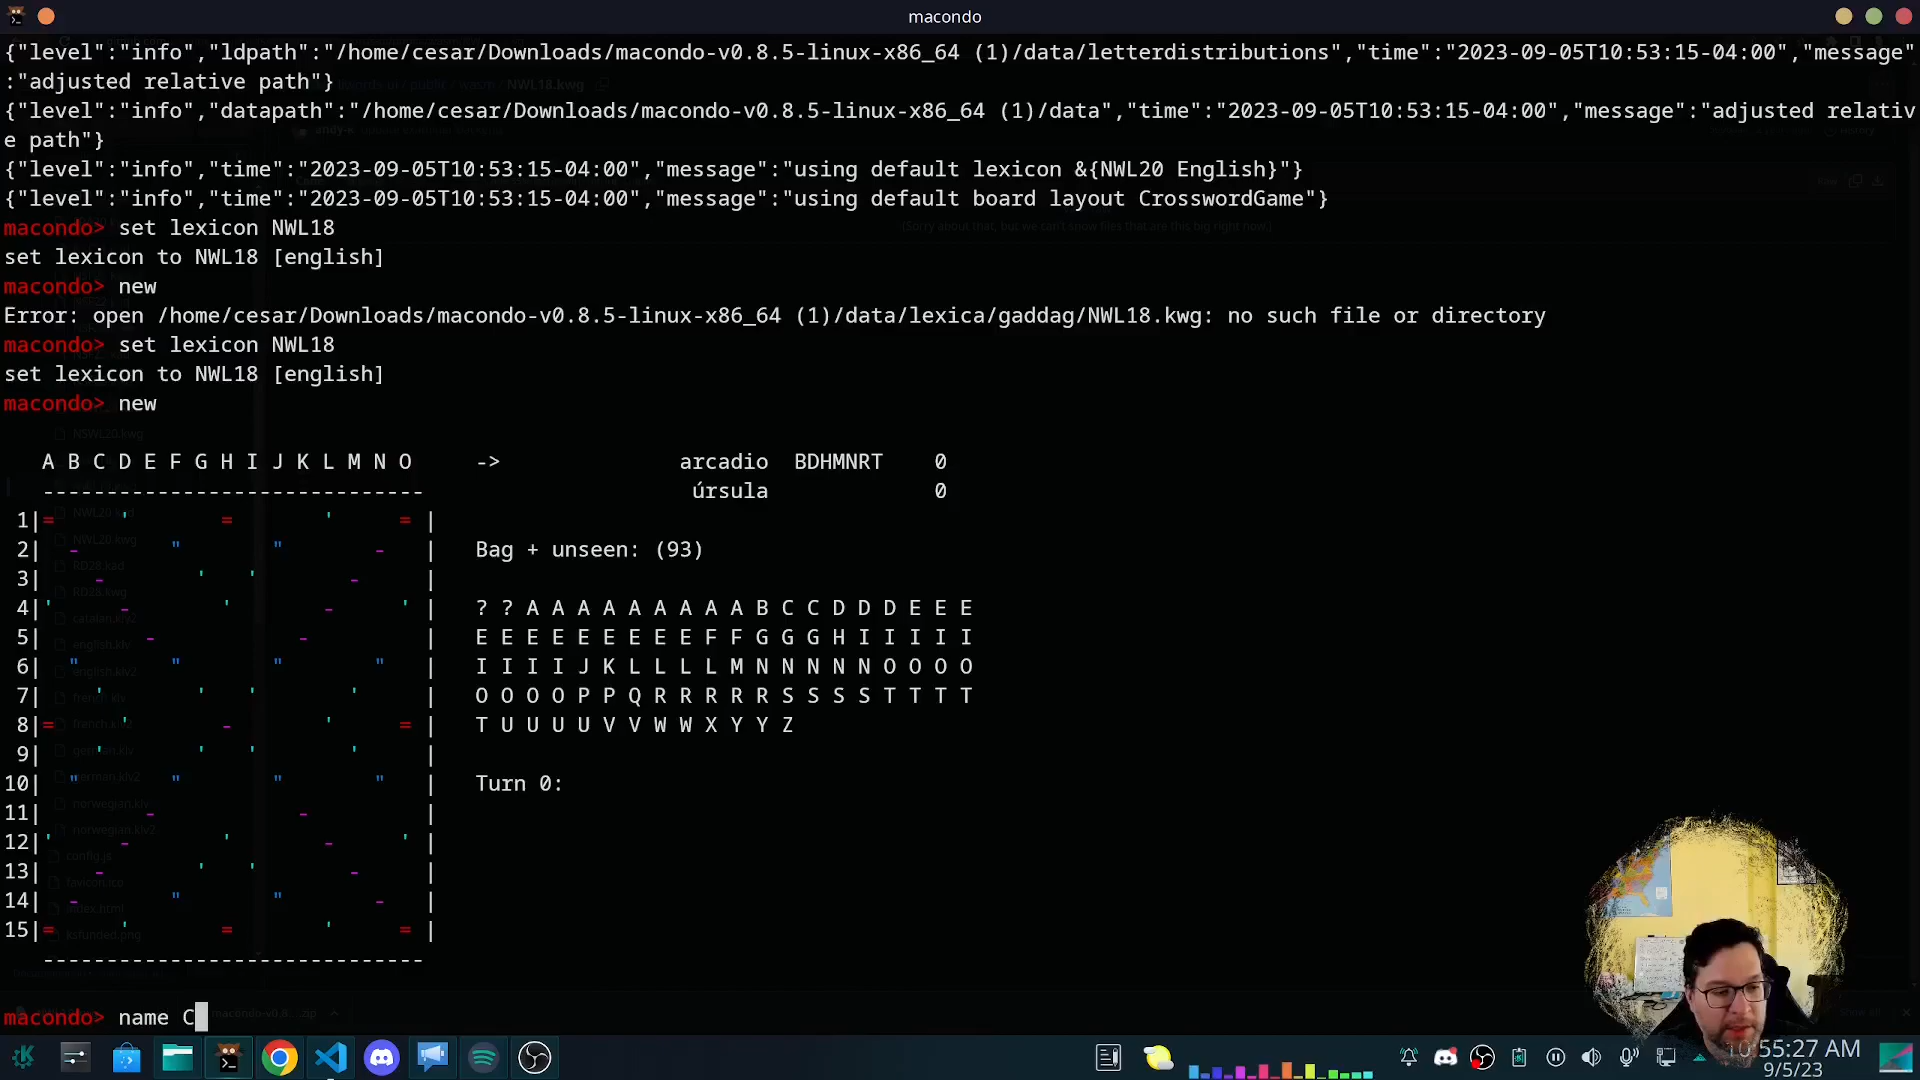 macondo
{"level":"info","ldpath":"/home/cesar/Downloads/macondo-v0.8.5-linux-x86_64 (1)/data/letterdistributions","time":"2023-09-05T10:53:15-04:00","message"
:"adjusted relative path"}
{"level":"info","datapath":"/home/cesar/Downloads/macondo-v0.8.5-linux-x86_64 (1)/data","time":"2023-09-05T10:53:15-04:00","message":"adjusted relativ
e path"}
{"level":"info","time":"2023-09-05T10:53:15-04:00","message":"using default lexicon &{NWL20 English}"}
{"level":"info","time":"2023-09-05T10:53:15-04:00","message":"using default board layout CrosswordGame"}
macondo> set lexicon NWL18
set lexicon to NWL18 [english]
macondo> new
Error: open /home/cesar/Downloads/macondo-v0.8.5-linux-x86_64 (1)/data/lexica/gaddag/NWL18.kwg: no such file or directory
macondo> set lexicon NWL18
set lexicon to NWL18 [english]
macondo> new
A B C D E F G H I J K L M N O -> arcadio BDHMNRT 0
------------------------------ úrsula 0
1|= ' = ' = |
2| - " " - | Bag + unseen: (93)
3| - ' ' - |
4|' - ' - ' | ? ? A A A A A A A A B C C D D D E E E
5| - - | E E E E E E E E E F F G G G H I I I I I
6| " " " " | I I I I J K L L L L M N N N N N O O O O
7| ' ' ' ' | O O O O P P Q R R R R R S S S S T T T T
8|= ' - ' = | T U U U U V V W W X Y Y Z
9| ' ' ' ' |
10| " " " " | Turn 0:
11| - - |
12|' - ' - ' |
13| - ' ' - |
14| - " " - |
15|= ' = ' = |
------------------------------
macondo> name C
10:55:27 AM
9/5/23